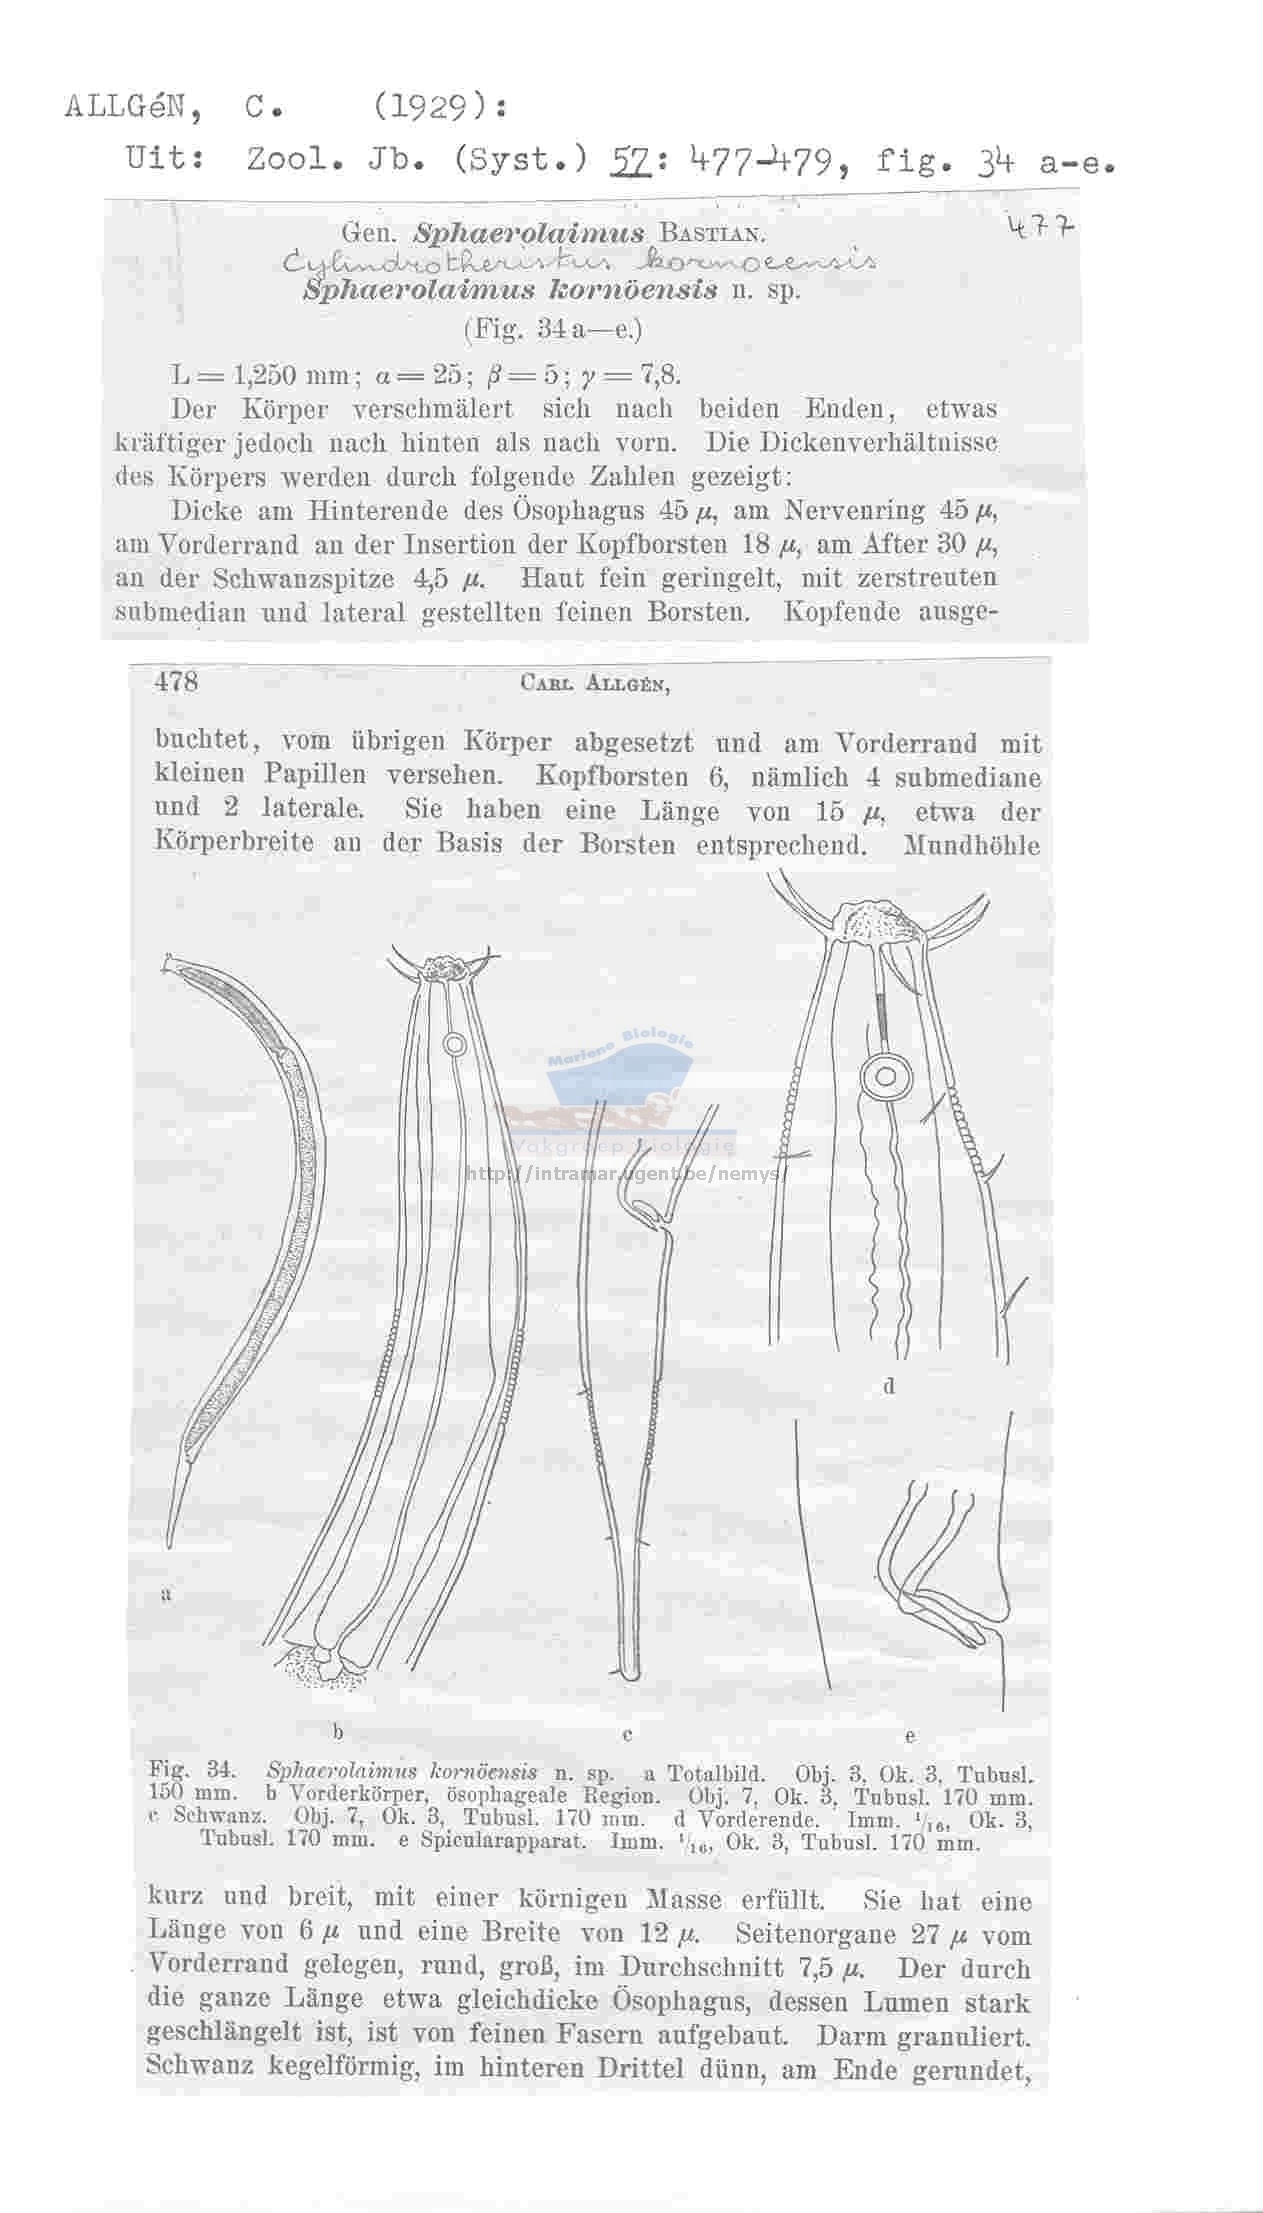 ALLGéN, C. (1929):
Uit: Zool. Jb. (Syst.) 57: 477-479, fig. 34 a-e.
477
Gen. Sphaerolaimus BASTIAN.
Cylindrotheristus kornoeensis
Sphaerolaimus kornöensis n. sp.
(Fig. 34 a—e.)
L = 1,250 mm; α = 25; β = 5; γ = 7,8.
Der Körper verschmälert sich nach beiden Enden, etwas
kräftiger jedoch nach hinten als nach vorn. Die Dickenverhältnisse
des Körpers werden durch folgende Zahlen gezeigt:
Dicke am Hinterende des Ösophagus 45 μ, am Nervenring 45 μ,
am Vorderrand an der Insertion der Kopfborsten 18 μ, am After 30 μ,
an der Schwanzspitze 4,5 μ. Haut fein geringelt, mit zerstreuten
submedian und lateral gestellten feinen Borsten. Kopfende ausge-
478 CARL ALLGÉN,
buchtet, vom übrigen Körper abgesetzt und am Vorderrand mit
kleinen Papillen versehen. Kopfborsten 6, nämlich 4 submediane
und 2 laterale. Sie haben eine Länge von 15 μ, etwa der
Körperbreite an der Basis der Borsten entsprechend. Mundhöhle
Mariene Biologie
Vakgroep Biologie
http://intramar.ugent.be/nemys/
d
a
b
c
e
Fig. 34. Sphaerolaimus kornöensis n. sp. a Totalbild. Obj. 3, Ok. 3, Tubusl.
150 mm. b Vorderkörper, ösophageale Region. Obj. 7, Ok. 3, Tubusl. 170 mm.
c Schwanz. Obj. 7, Ok. 3, Tubusl. 170 mm. d Vorderende. Imm. 1/16, Ok. 3,
Tubusl. 170 mm. e Spicularapparat. Imm. 1/16, Ok. 3, Tubusl. 170 mm.
kurz und breit, mit einer körnigen Masse erfüllt. Sie hat eine
Länge von 6 μ und eine Breite von 12 μ. Seitenorgane 27 μ vom
Vorderrand gelegen, rund, groß, im Durchschnitt 7,5 μ. Der durch
die ganze Länge etwa gleichdicke Ösophagus, dessen Lumen stark
geschlängelt ist, ist von feinen Fasern aufgebaut. Darm granuliert.
Schwanz kegelförmig, im hinteren Drittel dünn, am Ende gerundet,